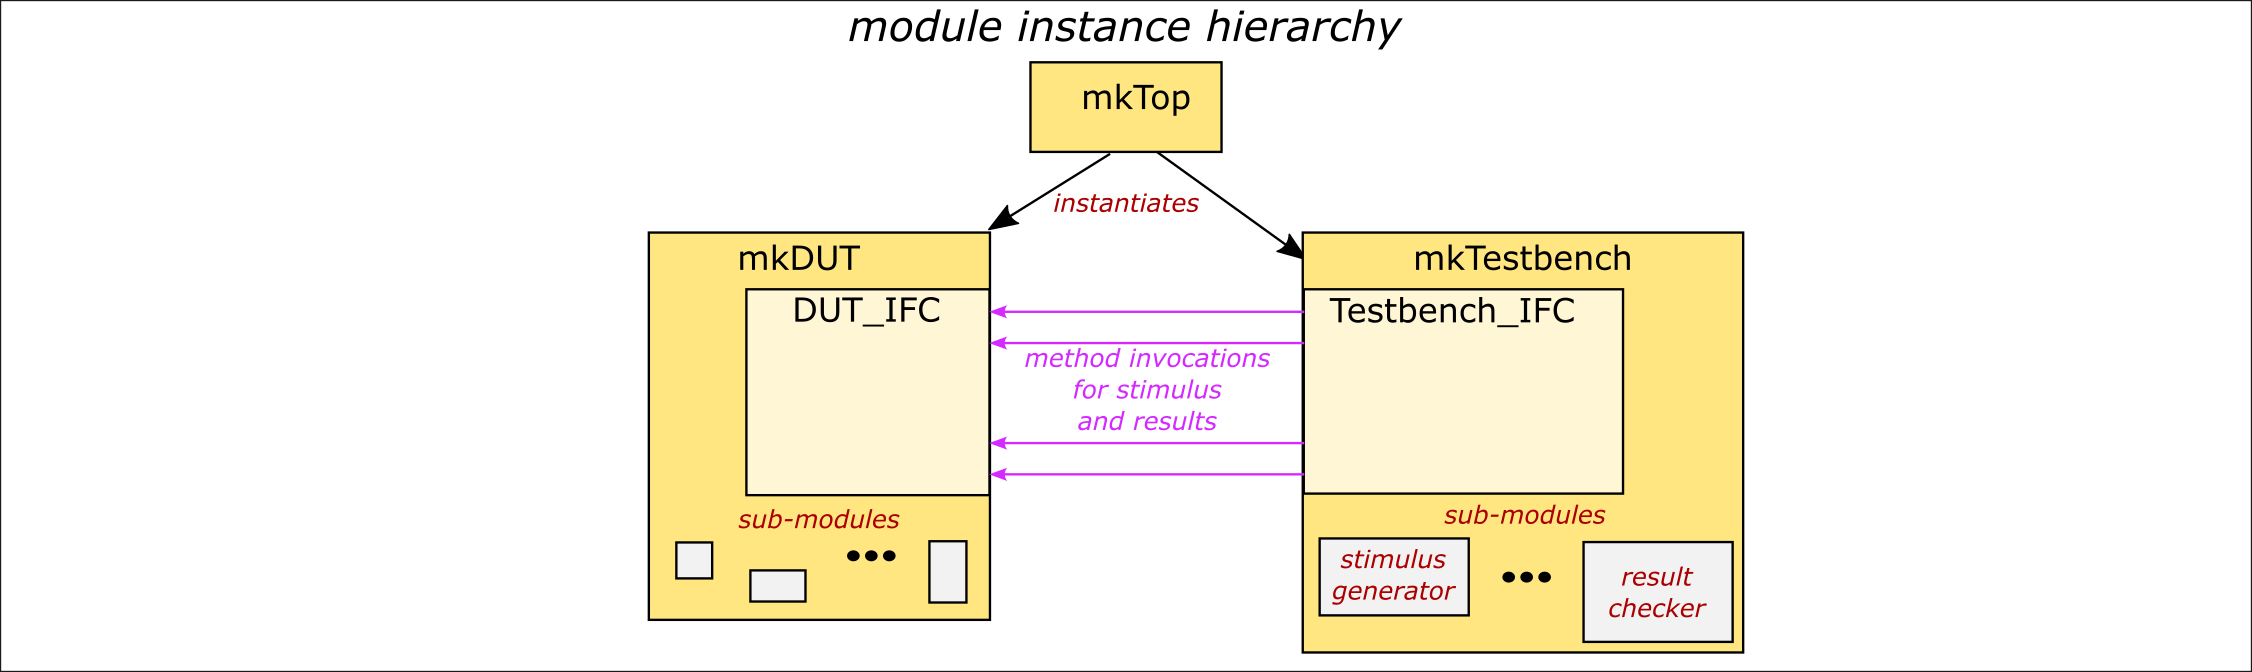 module instance hierarchy
mkTop
instantiates
mkDUT
DUT_IFC
sub-modules
method invocations
for stimulus
and results
mkTestbench
Testbench_IFC
sub-modules
stimulus
generator
result
checker